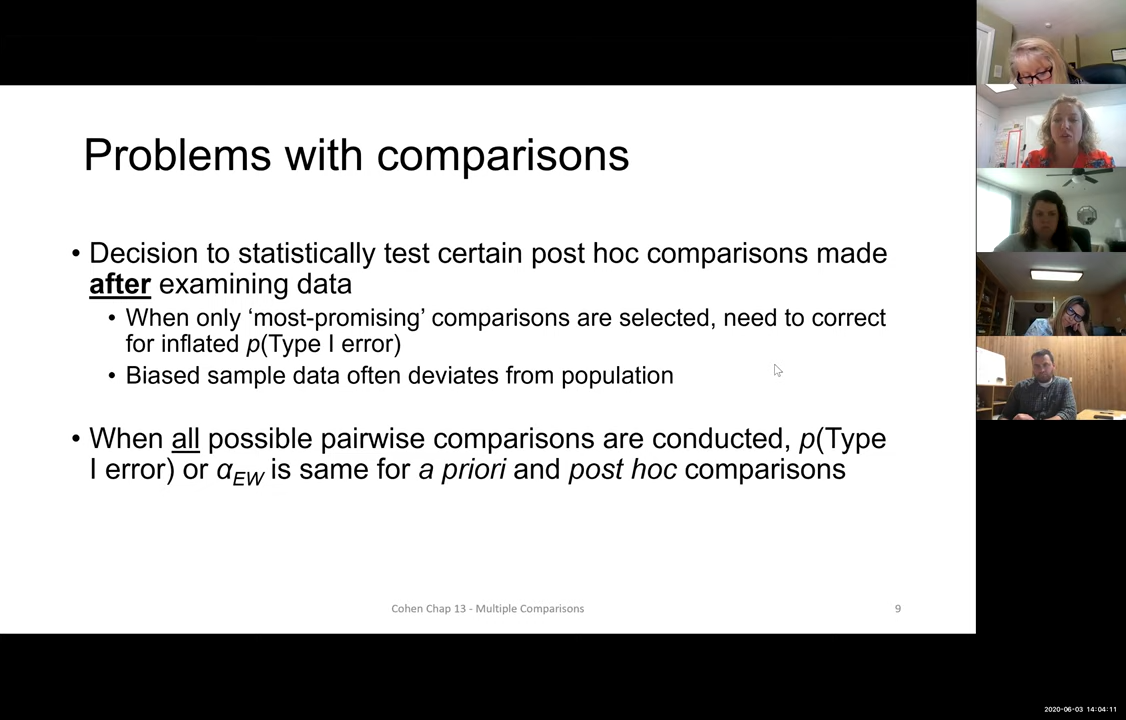 Problems with comparisons
• Decision to statistically test certain post hoc comparisons made
after examining data
• When only ‘most-promising’ comparisons are selected, need to correct
for inflated p(Type I error)
• Biased sample data often deviates from population
• When all possible pairwise comparisons are conducted, p(Type
I error) or αEW is same for a priori and post hoc comparisons
Cohen Chap 13 - Multiple Comparisons
9
2020-06-03 14:04:11